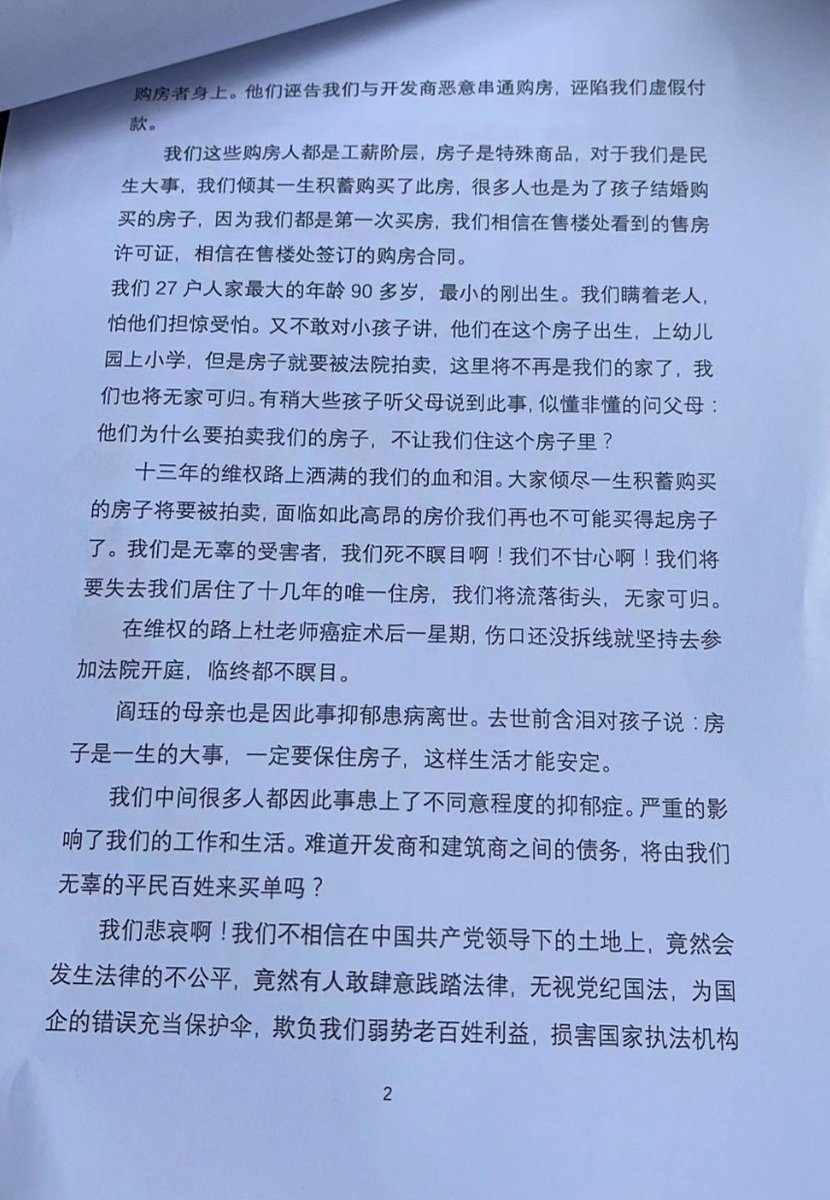 购房者身上。他们诬告我们与开发商恶意串通购房，诬陷我们虚假付
款。
我们这些购房人都是工薪阶层，房子是特殊商品，对于我们是民
生大事，我们倾其一生积蓄购买了此房，很多人也是为了孩子结婚购
买的房子，因为我们都是第一次买房，我们相信在售楼处看到的售房
许可证，相信在售楼处签订的购房合同。
我们 27 户人家最大的年龄 90 多岁，最小的刚出生。我们瞒着老人，
怕他们担惊受怕。又不敢对小孩子讲，他们在这个房子出生，上幼儿
园上小学，但是房子就要被法院拍卖，这里将不再是我们的家了，我
们也将无家可归。有稍大些孩子听父母说到此事，似懂非懂的问父母：
他们为什么要拍卖我们的房子，不让我们住这个房子里？
十三年的维权路上洒满的我们的血和泪。大家倾尽一生积蓄购买
的房子将要被拍卖，面临如此高昂的房价我们再也不可能买得起房子
了。我们是无辜的受害者，我们死不瞑目啊！我们不甘心啊！我们将
要失去我们居住了十几年的唯一住房，我们将流落街头，无家可归。
在维权的路上杜老师癌症术后一星期，伤口还没拆线就坚持去参
加法院开庭，临终都不瞑目。
阎珏的母亲也是因此事抑郁患病离世。去世前含泪对孩子说：房
子是一生的大事，一定要保住房子，这样生活才能安定。
我们中间很多人都因此事患上了不同意程度的抑郁症。严重的影
响了我们的工作和生活。难道开发商和建筑商之间的债务，将由我们
无辜的平民百姓来买单吗？
我们悲哀啊！我们不相信在中国共产党领导下的土地上，竟然会
发生法律的不公平，竟然有人敢肆意践踏法律，无视党纪国法，为国
企的错误充当保护伞，欺负我们弱势老百姓利益，损害国家执法机构
2